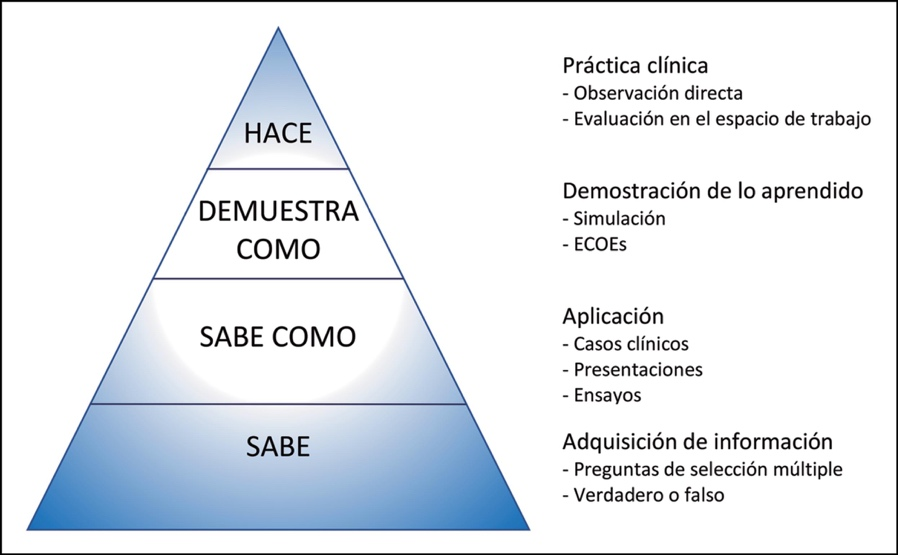 HACE
Práctica clínica
- Observación directa
- Evaluación en el espacio de trabajo
DEMUESTRA
COMO
Demostración de lo aprendido
- Simulación
- ECOEs
SABE COMO
Aplicación
- Casos clínicos
- Presentaciones
- Ensayos
SABE
Adquisición de información
- Preguntas de selección múltiple
- Verdadero o falso